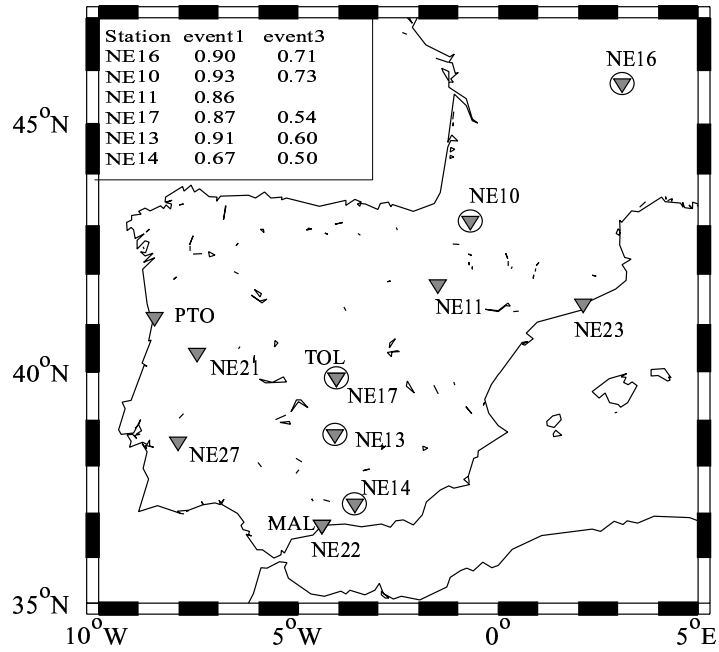 Station event1 event3
NE16 0.90 0.71
NE10 0.93 0.73
NE11 0.86
NE17 0.87 0.54
NE13 0.91 0.60
NE14 0.67 0.50
NE16
45°N
NE10
NE11
PTO
NE23
NE21
TOL
40°N
NE17
NE13
NE27
NE14
MAL
NE22
35°N
10°W 5°W 0° 5°E